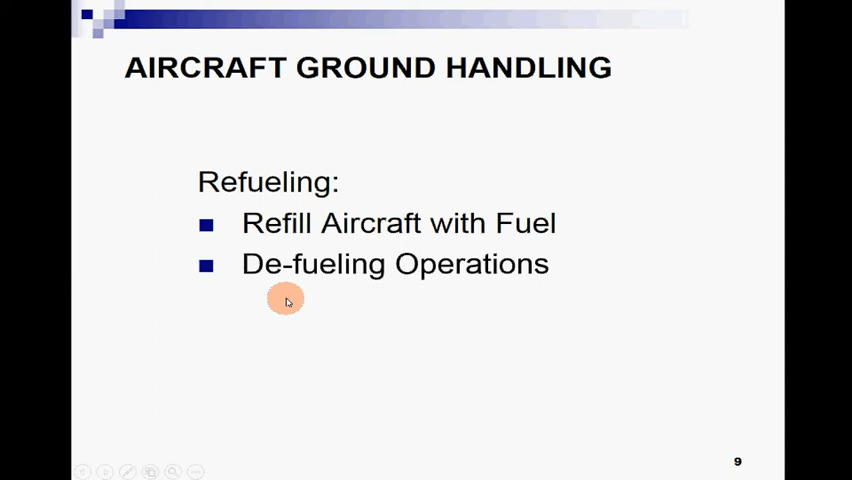 AIRCRAFT GROUND HANDLING
Refueling:
Refill Aircraft with Fuel
De-fueling Operations
9